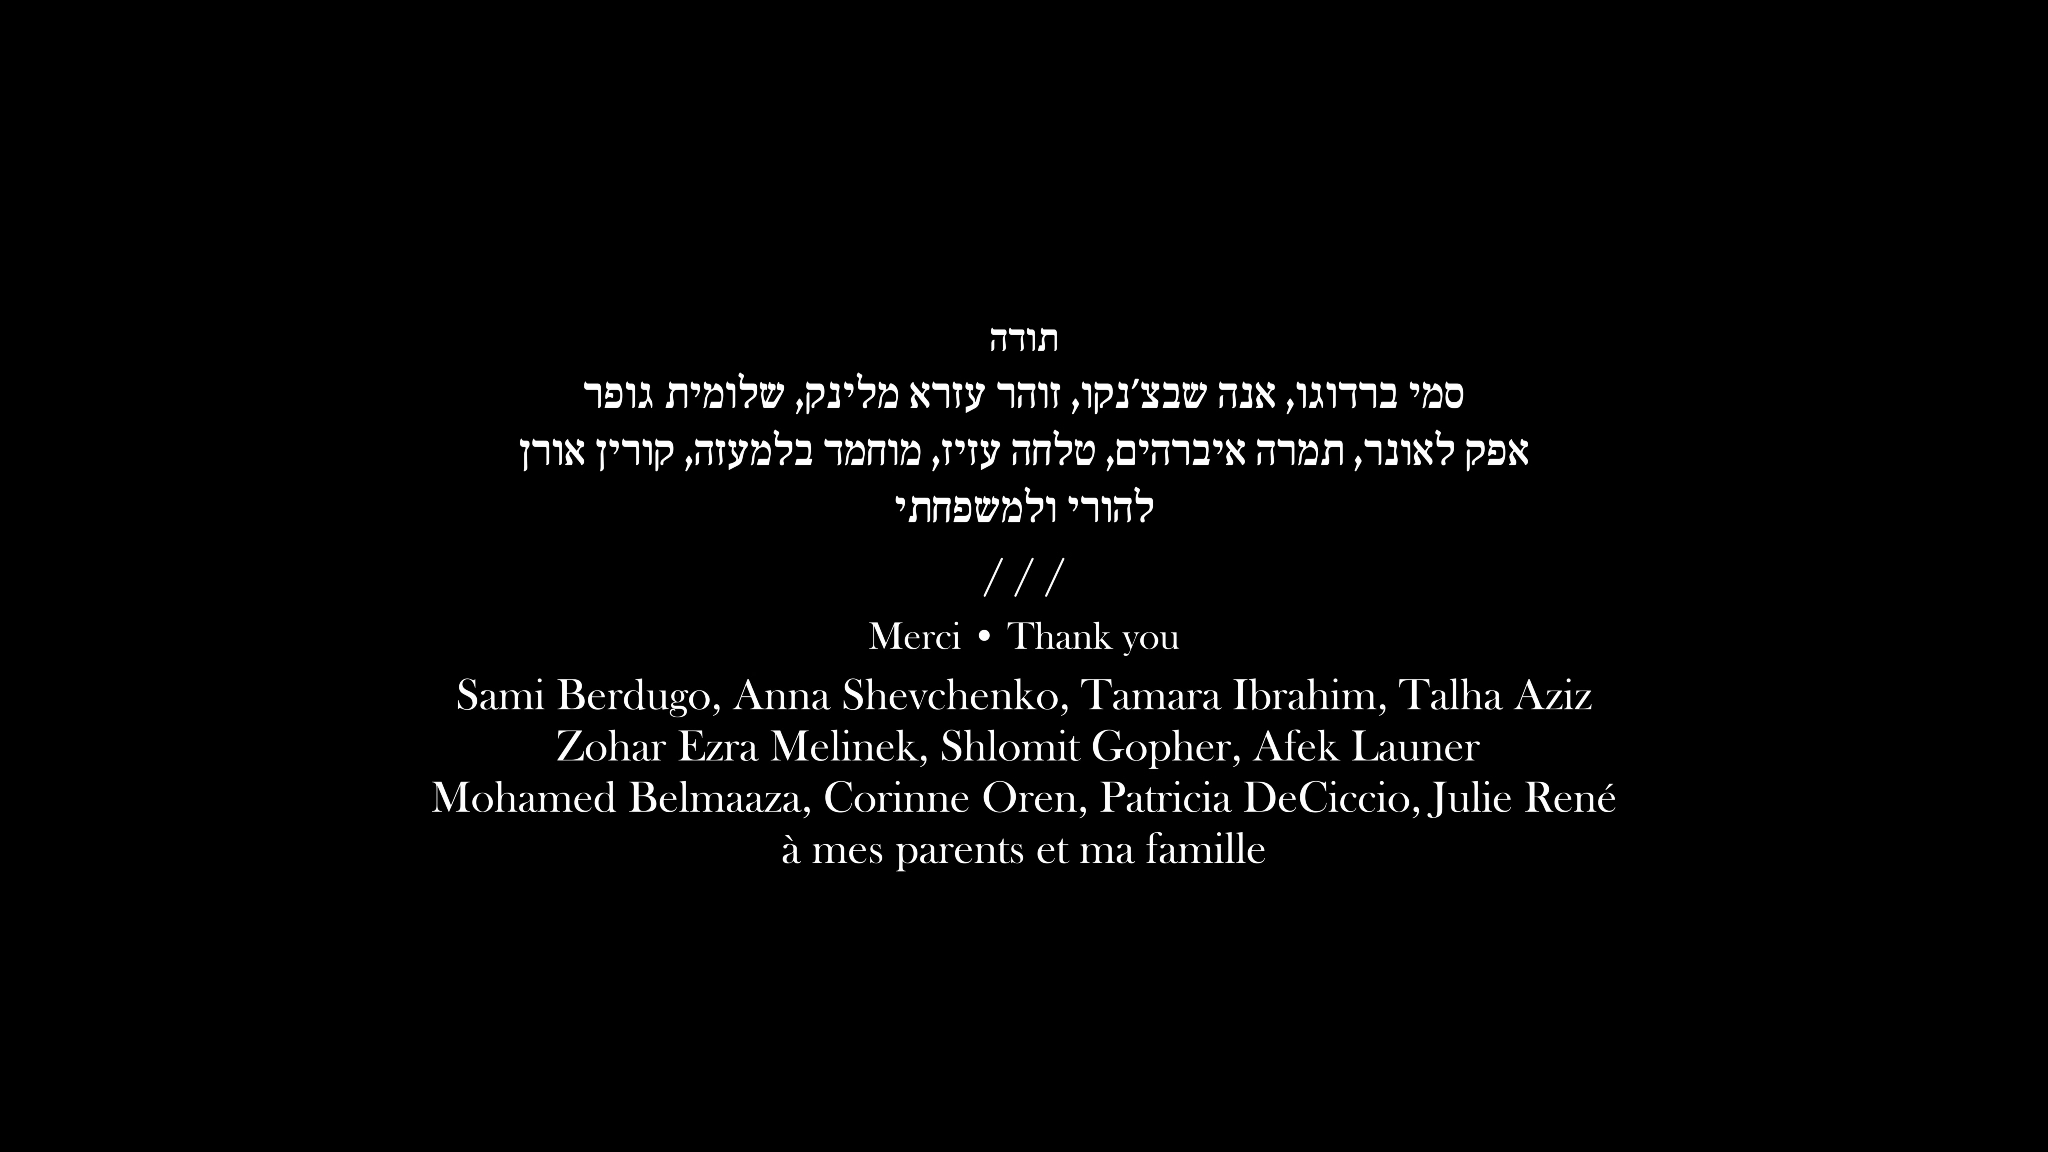 תודה
סמי ברדוגו, אנה שבצ'נקו, זוהר עזרא מלינק, שלומית גופר
אפק לאונר, תמרה איברהים, טלחה עזיז, מוחמד בלמעזה, קורין אורן
להורי ולמשפחתי
/ / /
Merci • Thank you
Sami Berdugo, Anna Shevchenko, Tamara Ibrahim, Talha Aziz
Zohar Ezra Melinek, Shlomit Gopher, Afek Launer
Mohamed Belmaaza, Corinne Oren, Patricia DeCiccio, Julie René
à mes parents et ma famille